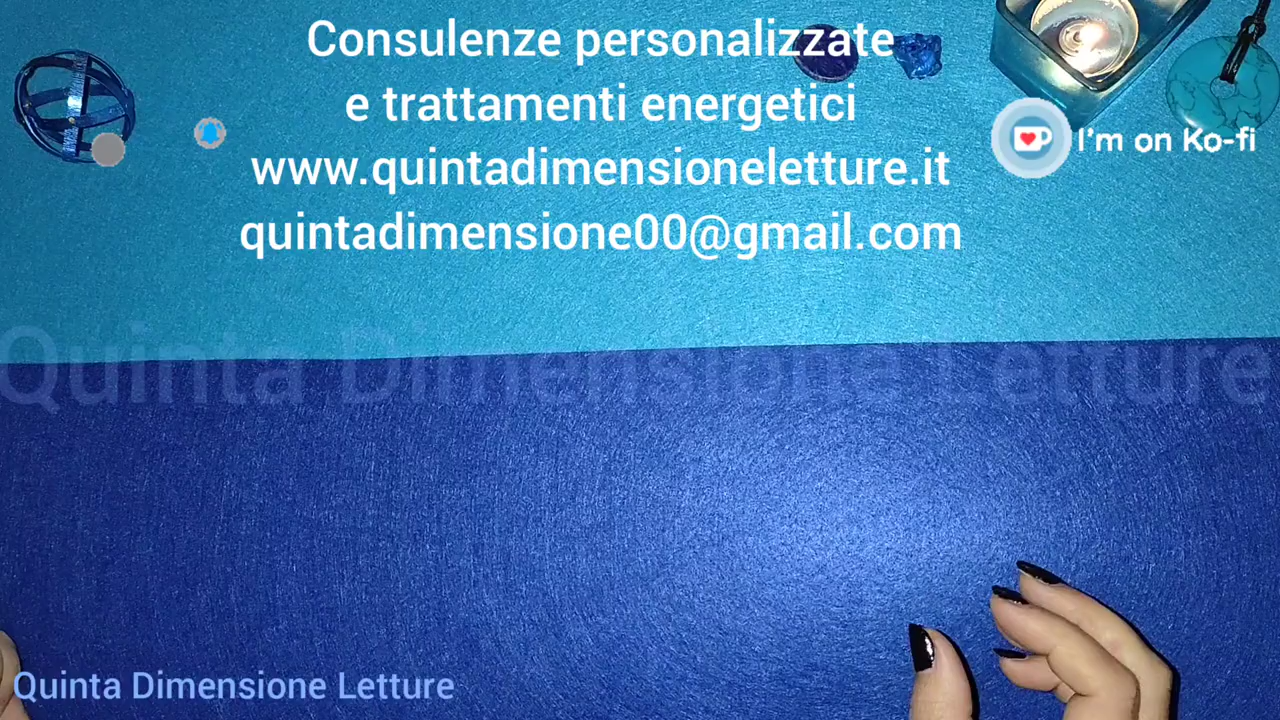 Consulenze personalizzate
e trattamenti energetici
www.quintadimensioneletture.it
quintadimensione00@gmail.com
I'm on Ko-fi
Quinta Dimensione Letture
Quinta Dimensione Letture